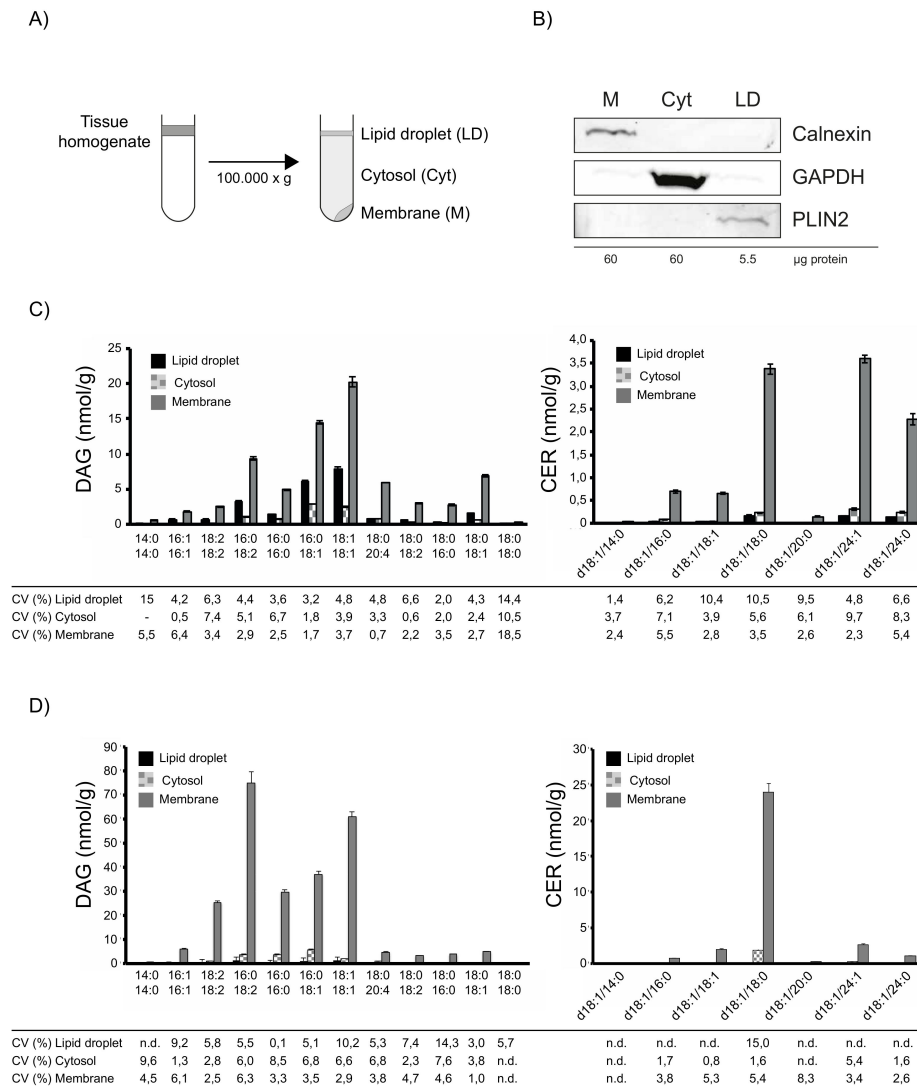 A)
Tissue
homogenate
100.000 x g
Lipid droplet (LD)
Cytosol (Cyt)
Membrane (M)
B)
M Cyt LD
Calnexin
GAPDH
PLIN2
60 60 5.5 µg protein
C)
DAG (nmol/g)
25
20
15
10
5
0
Lipid droplet
Cytosol
Membrane
14:0 16:1 18:2 16:0 16:0 16:0 18:1 18:0 18:0 18:0 18:0 18:0
14:0 16:1 18:2 18:2 16:0 18:1 18:1 20:4 18:2 16:0 18:1 18:0
CER (nmol/g)
4,0
3,5
3,0
2,5
2,0
1,5
1,0
0,5
0
Lipid droplet
Cytosol
Membrane
d18:1/14:0 d18:1/16:0 d18:1/18:1 d18:1/18:0 d18:1/20:0 d18:1/24:1 d18:1/24:0
CV (%) Lipid droplet 15 4,2 6,3 4,4 3,6 3,2 4,8 4,8 6,6 2,0 4,3 14,4 1,4 6,2 10,4 10,5 9,5 4,8 6,6
CV (%) Cytosol - 0,5 7,4 5,1 6,7 1,8 3,9 3,3 0,6 2,0 2,4 10,5 3,7 7,1 3,9 5,6 6,1 9,7 8,3
CV (%) Membrane 5,5 6,4 3,4 2,9 2,5 1,7 3,7 0,7 2,2 3,5 2,7 18,5 2,4 5,5 2,8 3,5 2,6 2,3 5,4
D)
DAG (nmol/g)
90
80
70
60
50
40
30
20
10
0
Lipid droplet
Cytosol
Membrane
14:0 16:1 18:2 16:0 16:0 16:0 18:1 18:0 18:0 18:0 18:0 18:0
14:0 16:1 18:2 18:2 16:0 18:1 18:1 20:4 18:2 16:0 18:1 18:0
CER (nmol/g)
30
25
20
15
10
5
0
Lipid droplet
Cytosol
Membrane
d18:1/14:0 d18:1/16:0 d18:1/18:1 d18:1/18:0 d18:1/20:0 d18:1/24:1 d18:1/24:0
CV (%) Lipid droplet n.d. 9,2 5,8 5,5 0,1 5,1 10,2 5,3 7,4 14,3 3,0 5,7 n.d. n.d. n.d. 15,0 n.d. n.d. n.d.
CV (%) Cytosol 9,6 1,3 2,8 6,0 8,5 6,8 6,6 6,8 2,3 7,6 3,8 n.d. n.d. 1,7 0,8 1,6 n.d. 5,4 1,6
CV (%) Membrane 4,5 6,1 2,5 6,3 3,3 3,5 2,9 3,8 4,7 4,6 1,0 n.d. n.d. 3,8 5,3 5,4 8,3 3,4 2,6